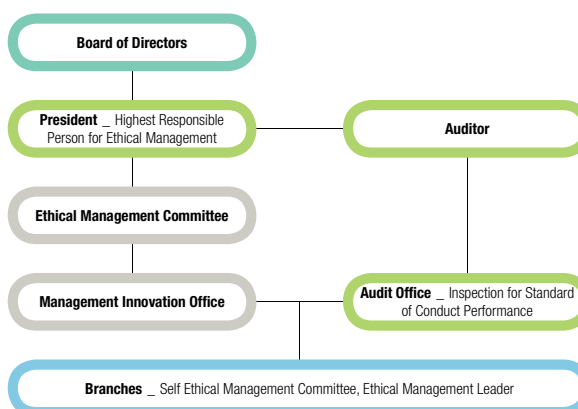 Board of Directors
President _ Highest Responsible
Person for Ethical Management
Auditor
Ethical Management Committee
Management Innovation Office
Audit Office _ Inspection for Standard
of Conduct Performance
Branches _ Self Ethical Management Committee, Ethical Management Leader